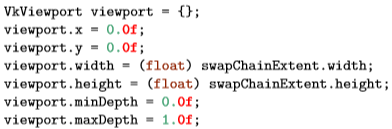 VkViewport viewport = {};
viewport.x = 0.0f;
viewport.y = 0.0f;
viewport.width = (float) swapChainExtent.width;
viewport.height = (float) swapChainExtent.height;
viewport.minDepth = 0.0f;
viewport.maxDepth = 1.0f;